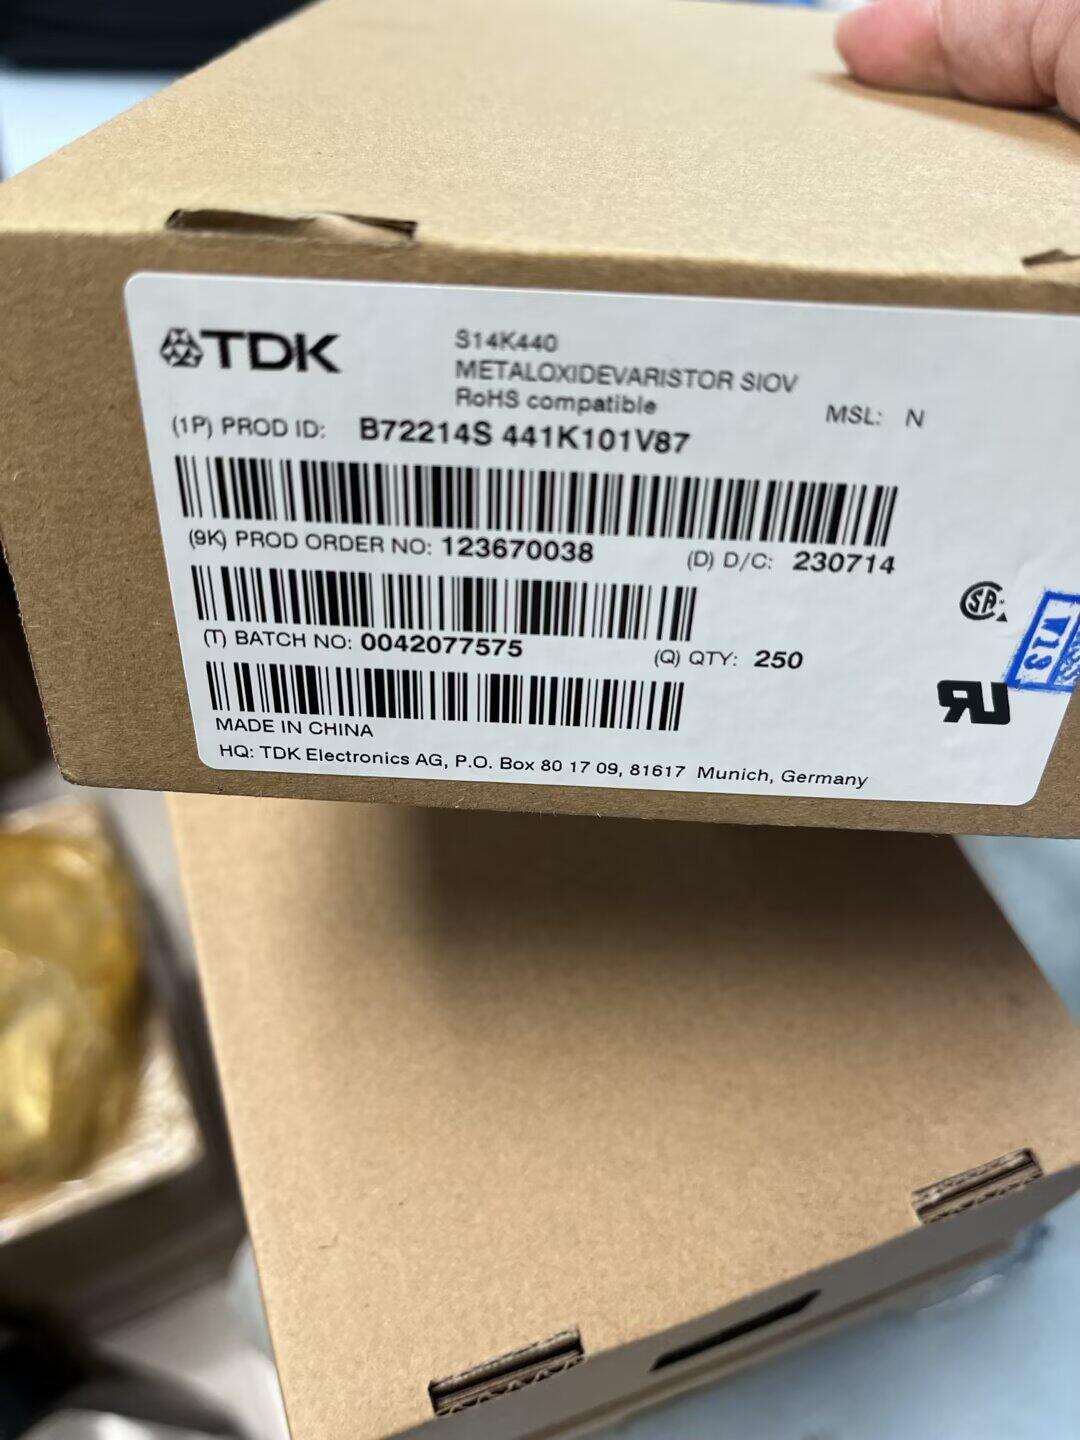 TDK
S14K440
METALOXIDEVARISTOR SIOV
RoHS compatible
MSL: N
(1P) PROD ID: B72214S 441K101V87
(9K) PROD ORDER NO: 123670038
(D) D/C: 230714
(T) BATCH NO: 0042077575
(Q) QTY: 250
MADE IN CHINA
HQ: TDK Electronics AG, P.O. Box 80 17 09, 81617 Munich, Germany